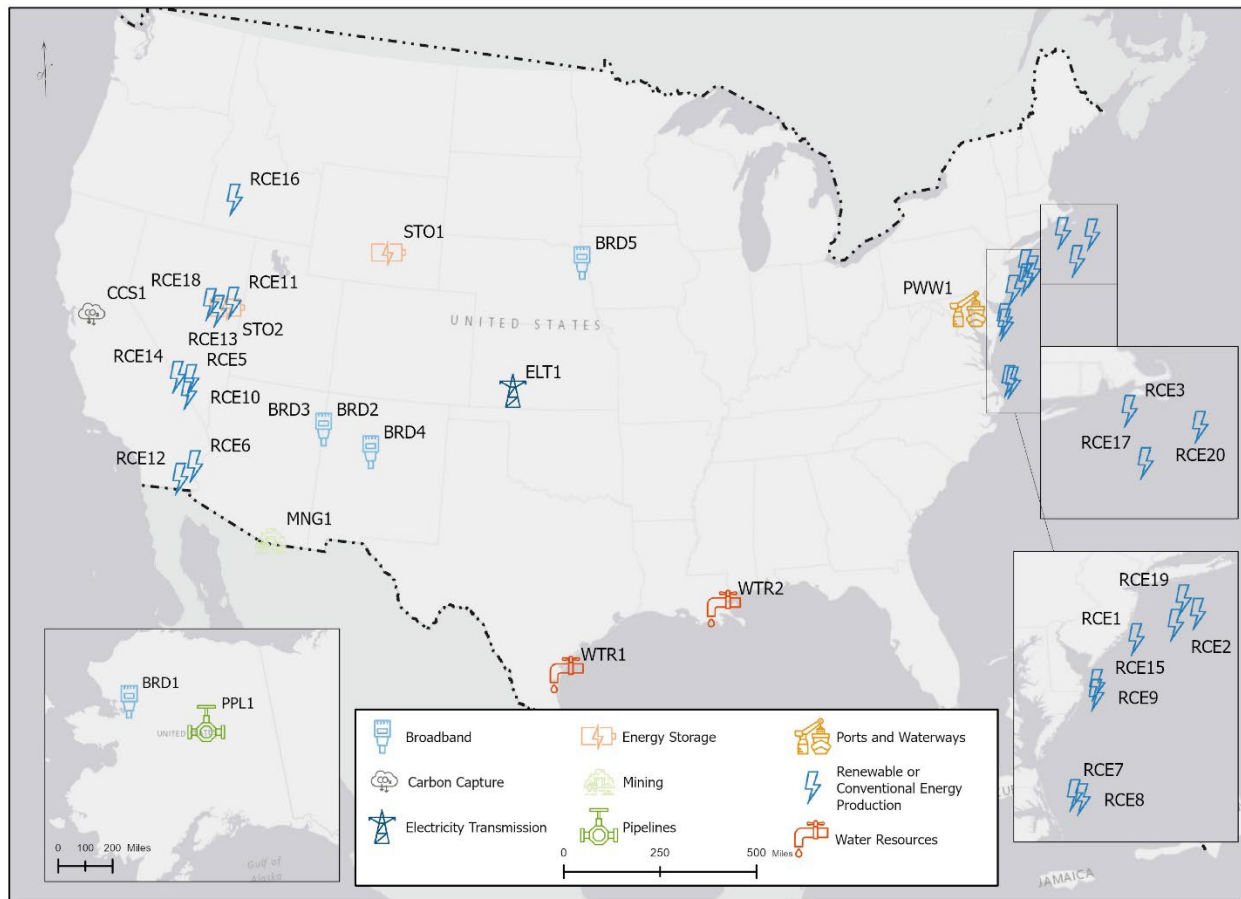 RCE16
STO1
BRD5
RCE18
RCE11
CCS1
STO2
RCE13
PWW1
UNITED STATES
RCE14
RCE5
RCE10
ELT1
BRD3
BRD2
BRD4
RCE12
RCE6
MNG1
WTR2
WTR1
RCE3
RCE17
RCE20
RCE19
RCE1
RCE2
RCE15
RCE9
RCE7
RCE8
BRD1
PPL1
0 100 200 Miles
Gulf of
Alaska
Broadband
Energy Storage
Ports and Waterways
Carbon Capture
Mining
Renewable or
Conventional Energy
Production
Electricity Transmission
Pipelines
Water Resources
0 250 500 Miles
JAMAICA